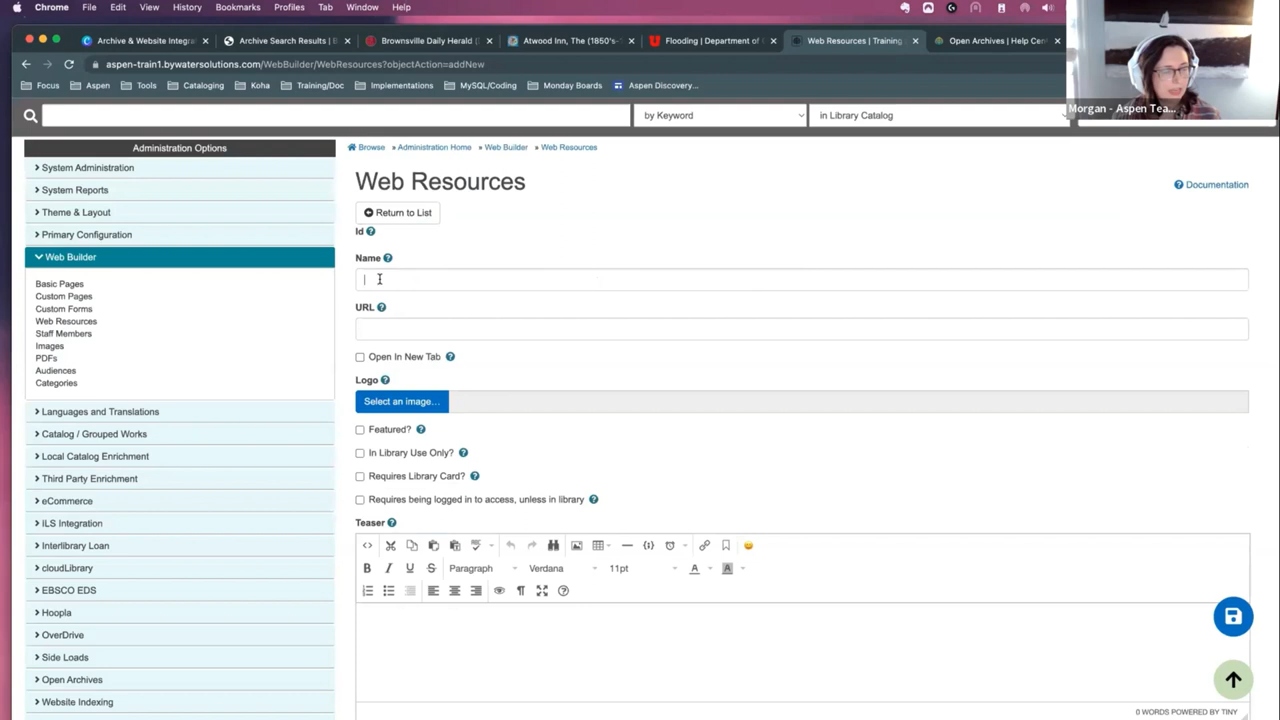 Chrome File Edit View History Bookmarks Profiles Tab Window Help
Archive & Website Integra
Archive Search Results | B
Brownsville Daily Herald (
Atwood Inn, The (1850's-
Flooding | Department of
Web Resources | Training
Open Archives | Help Cen
aspen-train1.bywatersolutions.com/WebBuilder/WebResources?objectAction=addNew
Focus Aspen Tools Cataloging Koha Training/Doc Implementations MySQL/Coding Monday Boards Aspen Discovery...
Morgan - Aspen Tea...
by Keyword
in Library Catalog
Administration Options
System Administration
System Reports
Theme & Layout
Primary Configuration
Web Builder
Basic Pages
Custom Pages
Custom Forms
Web Resources
Staff Members
Images
PDFs
Audiences
Categories
Languages and Translations
Catalog / Grouped Works
Local Catalog Enrichment
Third Party Enrichment
eCommerce
ILS Integration
Interlibrary Loan
cloudLibrary
EBSCO EDS
Hoopla
OverDrive
Side Loads
Open Archives
Website Indexing
Browse » Administration Home » Web Builder » Web Resources
Web Resources
Documentation
Return to List
Id
Name
URL
Open In New Tab
Logo
Select an image...
Featured?
In Library Use Only?
Requires Library Card?
Requires being logged in to access, unless in library
Teaser
B I U S Paragraph Verdana 11pt A A
0 WORDS POWERED BY TINY